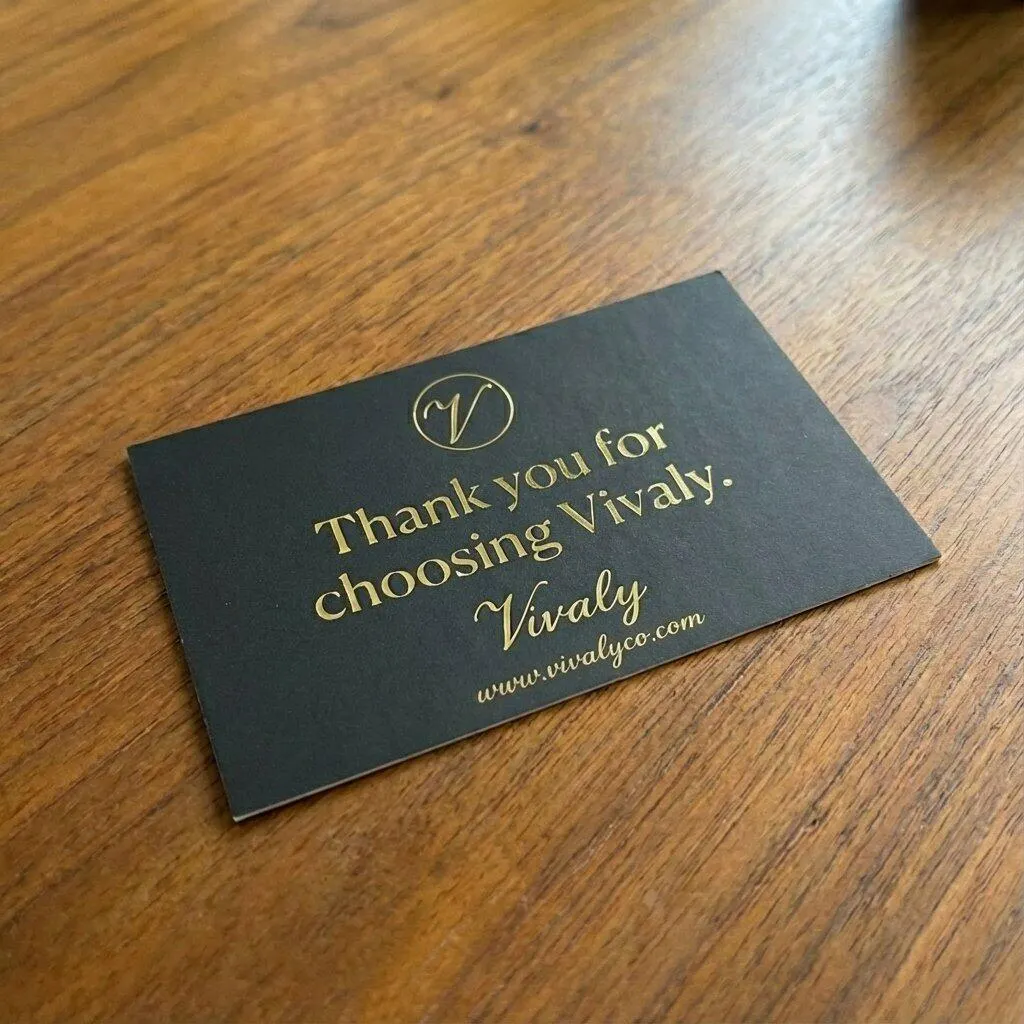 V
Thank you for
choosing Vivaly.
Vivaly
www.vivalyco.com